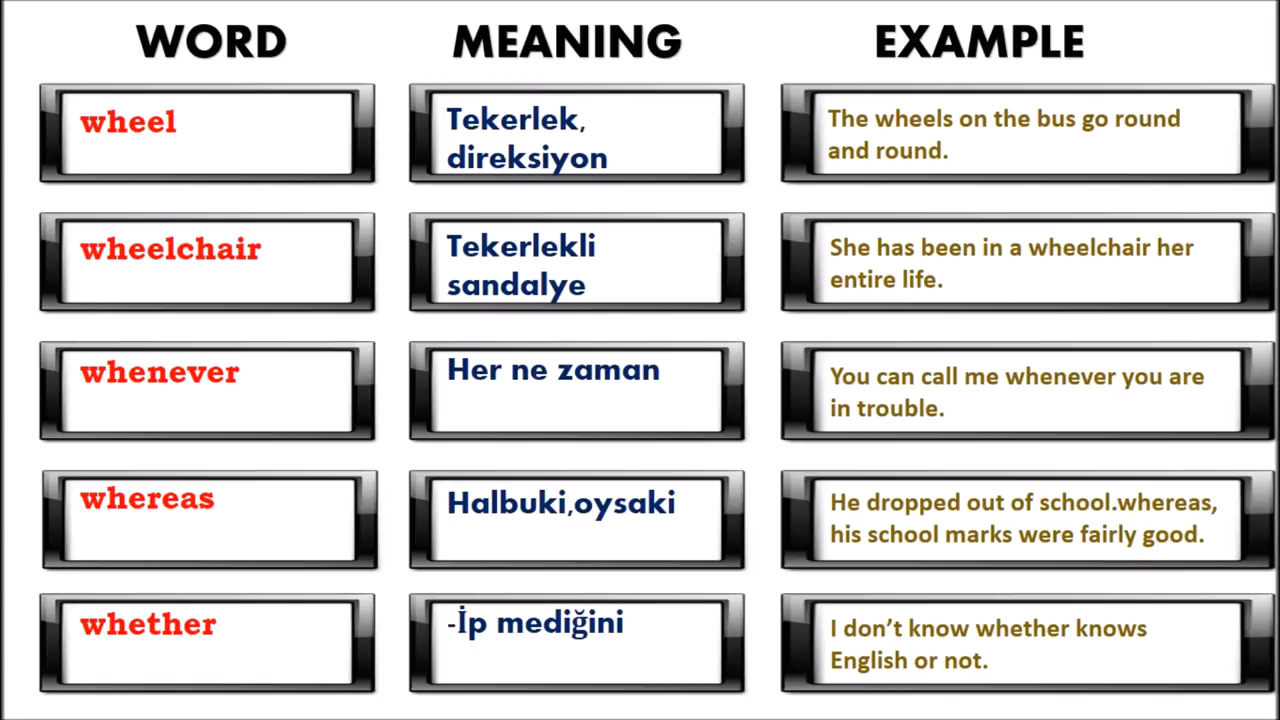 WORD MEANING EXAMPLE
wheel
Tekerlek,
direksiyon
The wheels on the bus go round
and round.
wheelchair
Tekerlekli
sandalye
She has been in a wheelchair her
entire life.
whenever
Her ne zaman
You can call me whenever you are
in trouble.
whereas
Halbuki,oysaki
He dropped out of school.whereas,
his school marks were fairly good.
whether
-İp mediğini
I don’t know whether knows
English or not.